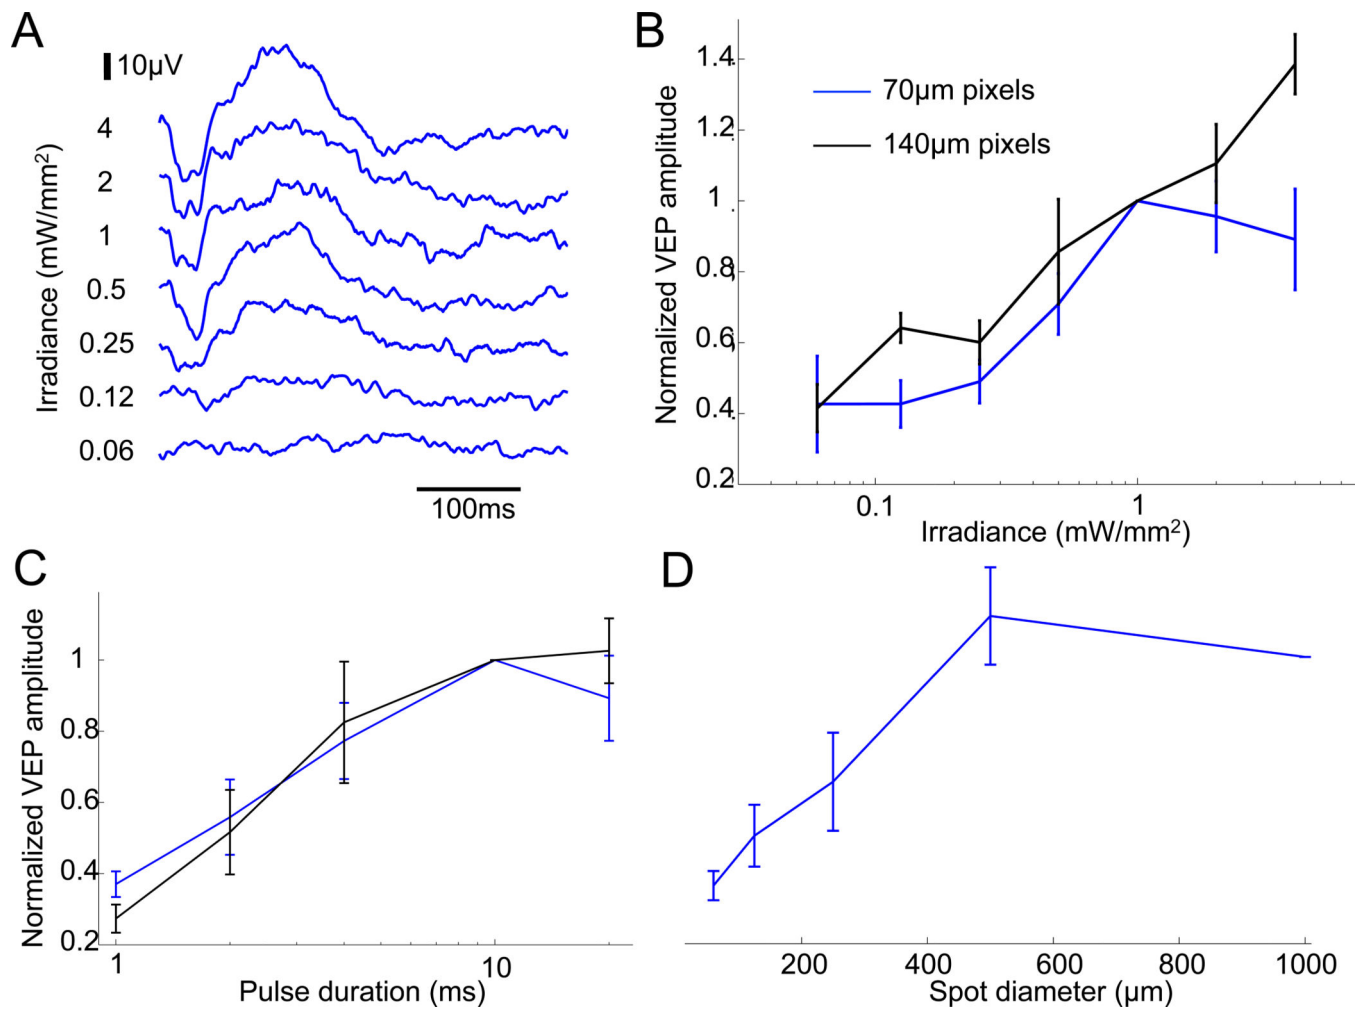 A
10µV
Irradiance (mW/mm²)
4
2
1
0.5
0.25
0.12
0.06
100ms
B
Normalized VEP amplitude
1.4
1.2
1
0.8
0.6
0.4
0.2
70µm pixels
140µm pixels
0.1
1
Irradiance (mW/mm²)
C
Normalized VEP amplitude
1
0.8
0.6
0.4
0.2
1
10
Pulse duration (ms)
D
200
400
600
800
1000
Spot diameter (µm)